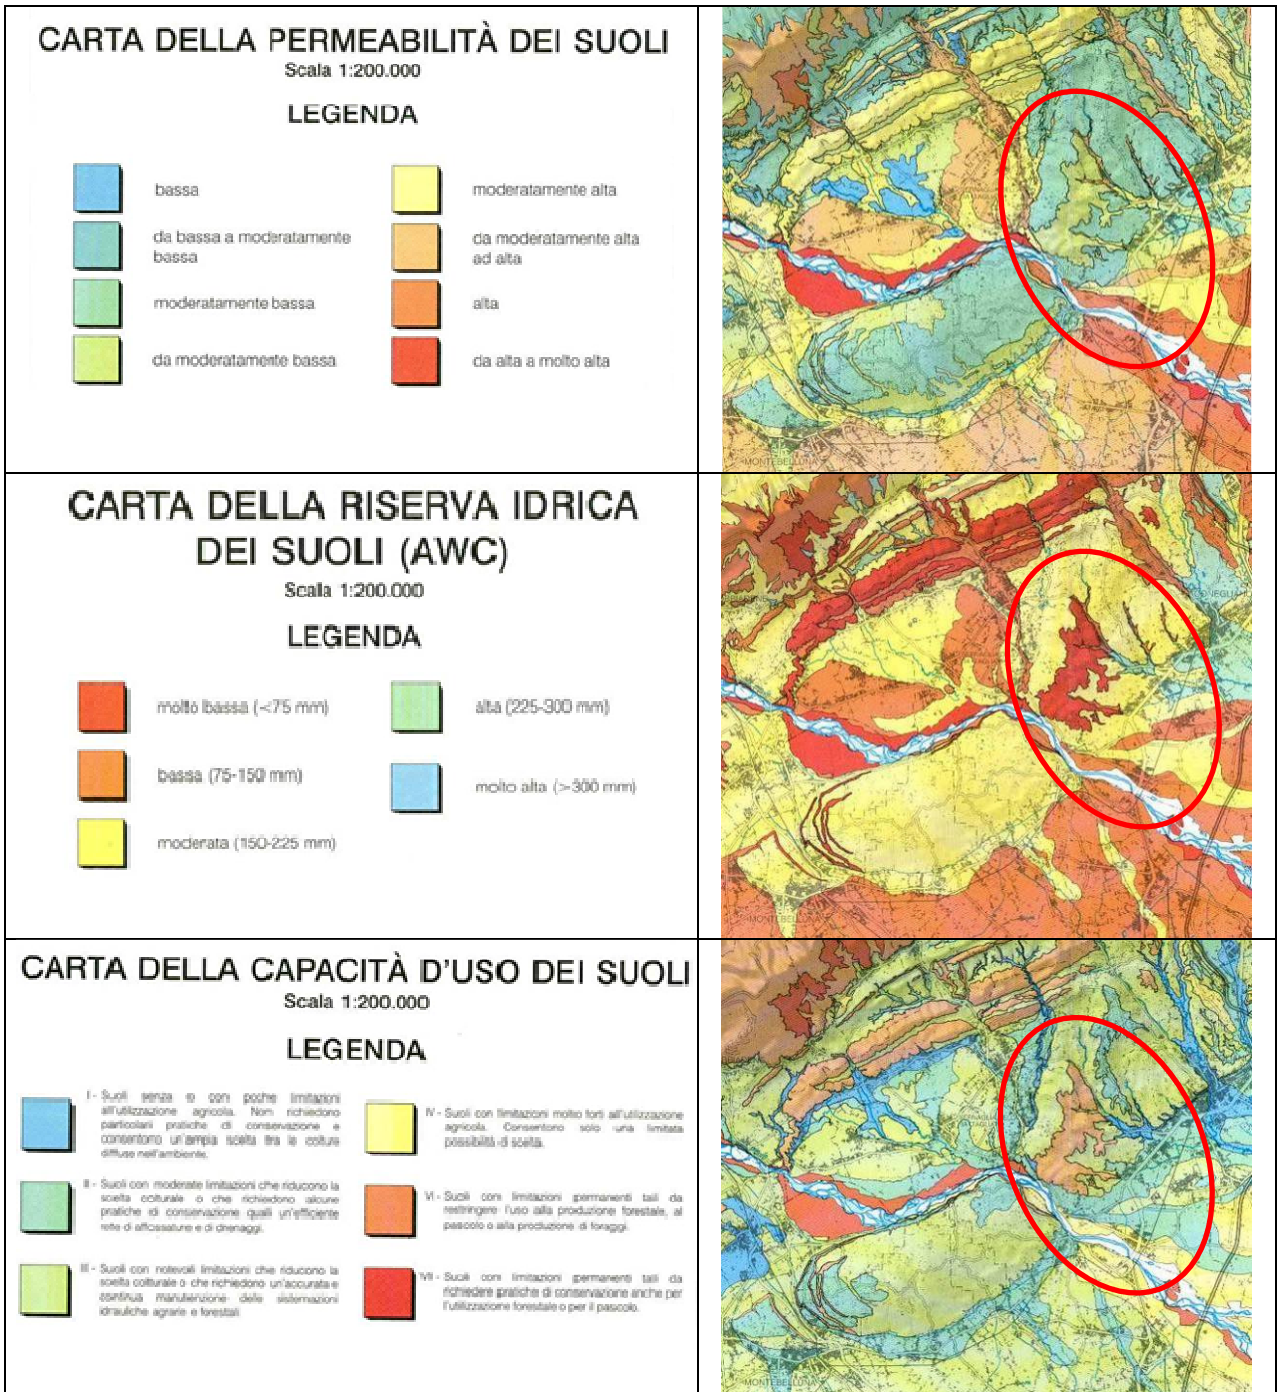 CARTA DELLA PERMEABILITÀ DEI SUOLI
Scala 1:200.000
LEGENDA
bassa
da bassa a moderatamente
bassa
moderatamente bassa
da moderatamente bassa
moderatamente alta
da moderatamente alta
ad alta
alta
da alta a molto alta
MONTEBELLUNA
CARTA DELLA RISERVA IDRICA
DEI SUOLI (AWC)
Scala 1:200.000
LEGENDA
molto bassa (<75 mm)
bassa (75-150 mm)
moderata (150-225 mm)
alta (225-300 mm)
molto alta (>300 mm)
CONEGLIANO
MONTEBELLUNA
CARTA DELLA CAPACITÀ D'USO DEI SUOLI
Scala 1:200.000
LEGENDA
I - Suoli senza o con poche limitazioni
all'utilizzazione agricola. Non richiedono
particolari pratiche di conservazione e
consentono un'ampia scelta tra le colture
diffuse nell'ambiente.
II - Suoli con moderate limitazioni che riducono la
scelta colturale o che richiedono alcune
pratiche di conservazione quali un'efficiente
rete di affossature e di drenaggi.
III - Suoli con notevoli limitazioni che riducono la
scelta colturale o che richiedono un'accurata e
continua manutenzione delle sistemazioni
idrauliche agrarie e forestali.
IV - Suoli con limitazioni molto forti all'utilizzazione
agricola. Consentono solo una limitata
possibilità di scelta.
VI - Suoli con limitazioni permanenti tali da
restringere l'uso alla produzione forestale, al
pascolo o alla produzione di foraggi.
VII - Suoli con limitazioni permanenti tali da
richiedere pratiche di conservazione anche per
l'utilizzazione forestale o per il pascolo.
MONTEBELLUNA